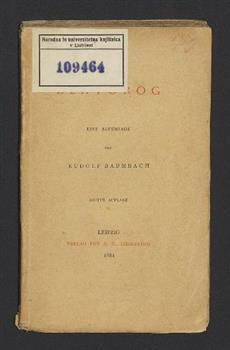 Narodna in univerzitetna knjižnica
v Ljubljani
109464
EINE ALPENSAGE
VON
RUDOLF BAUMBACH
LEIPZIG
VERLAG VON A. G. LIEBESKIND